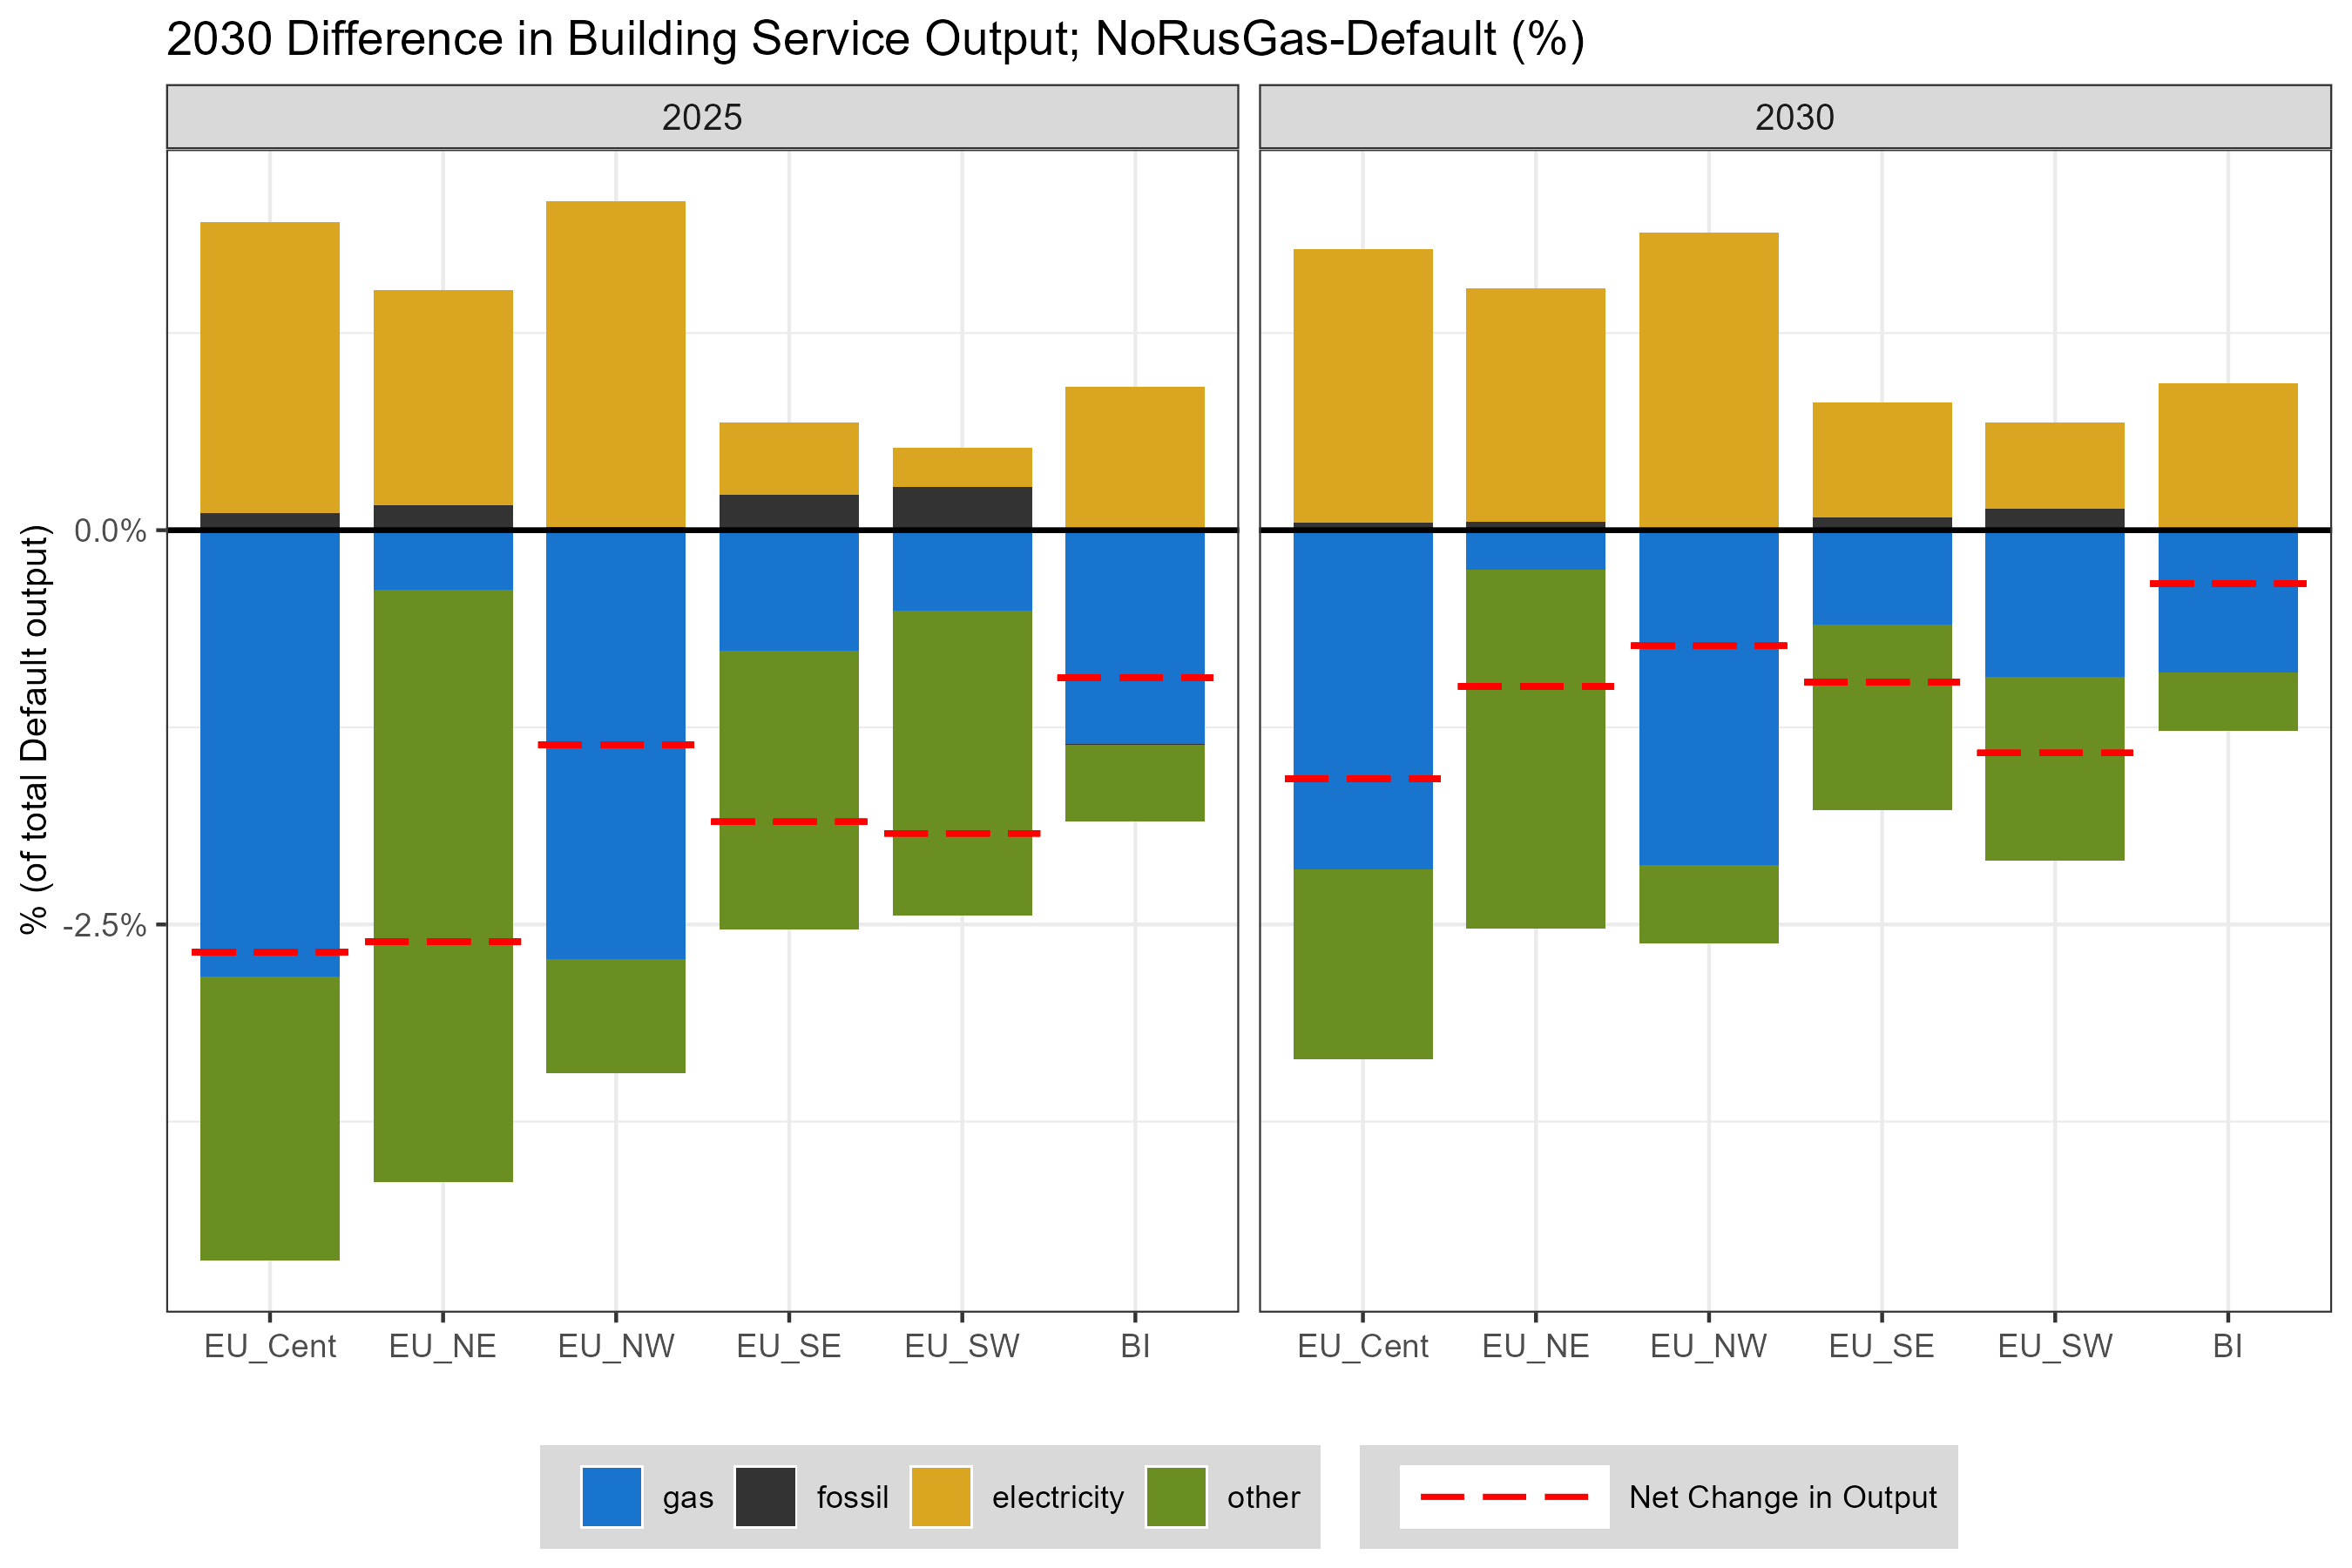 2030 Difference in Building Service Output; NoRusGas-Default (%)
2025
2030
% (of total Default output)
0.0%
-2.5%
EU_Cent
EU_NE
EU_NW
EU_SE
EU_SW
BI
EU_Cent
EU_NE
EU_NW
EU_SE
EU_SW
BI
gas
fossil
electricity
other
Net Change in Output